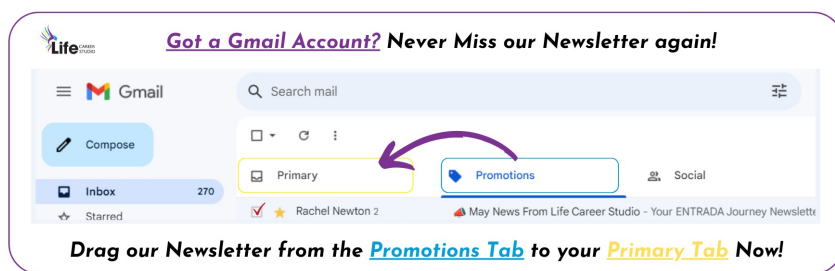 Life CAREER STUDIO
Got a Gmail Account? Never Miss our Newsletter again!
Gmail
Search mail
Compose
Primary
Promotions
Social
Inbox 270
Rachel Newton 2
May News From Life Career Studio - Your ENTRADA Journey Newslette
Starred
Drag our Newsletter from the Promotions Tab to your Primary Tab Now!